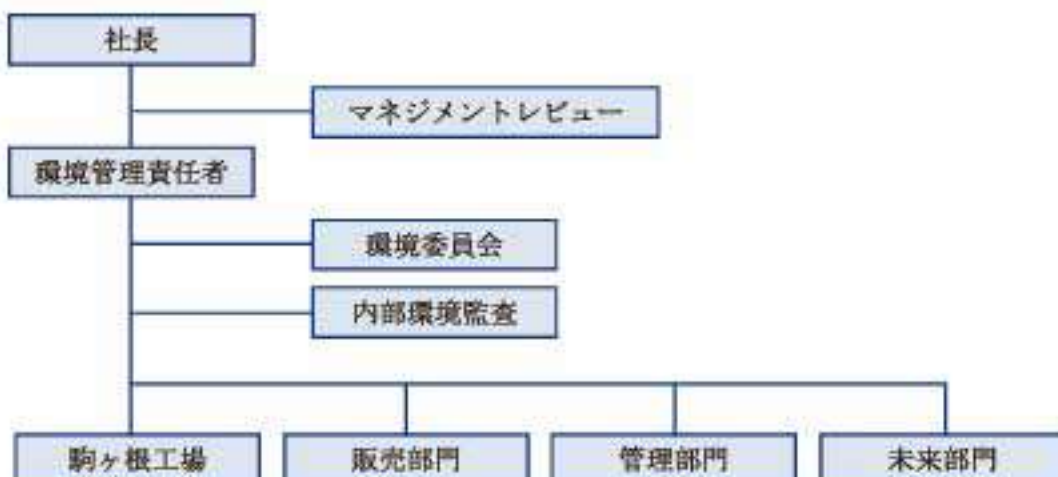 社長
マネジメントレビュー
環境管理責任者
環境委員会
内部環境監査
駒ヶ根工場
販売部門
管理部門
未来部門